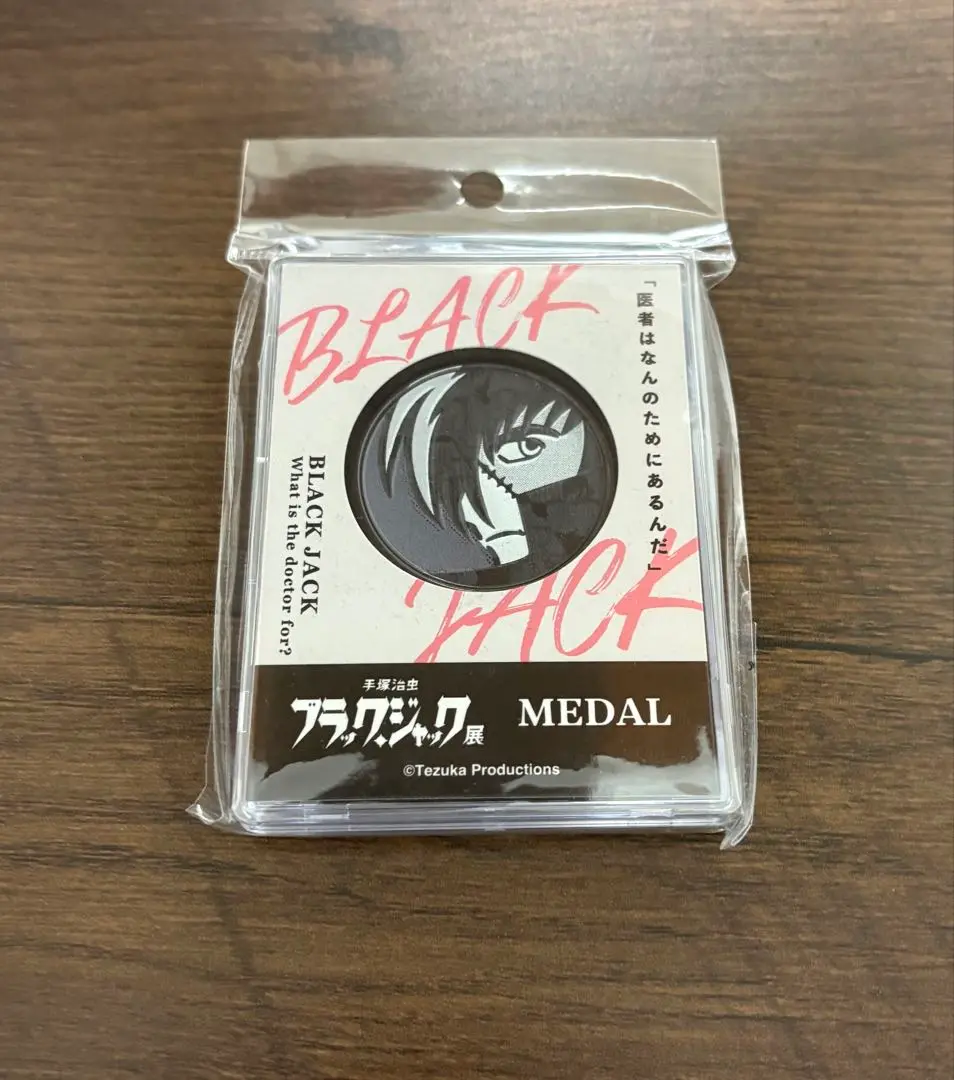 BLACK
JACK
「医者はなんのためにあるんだ」
BLACK JACK
What is the doctor for?
手塚治虫
ブラック・ジャック展
MEDAL
©Tezuka Productions